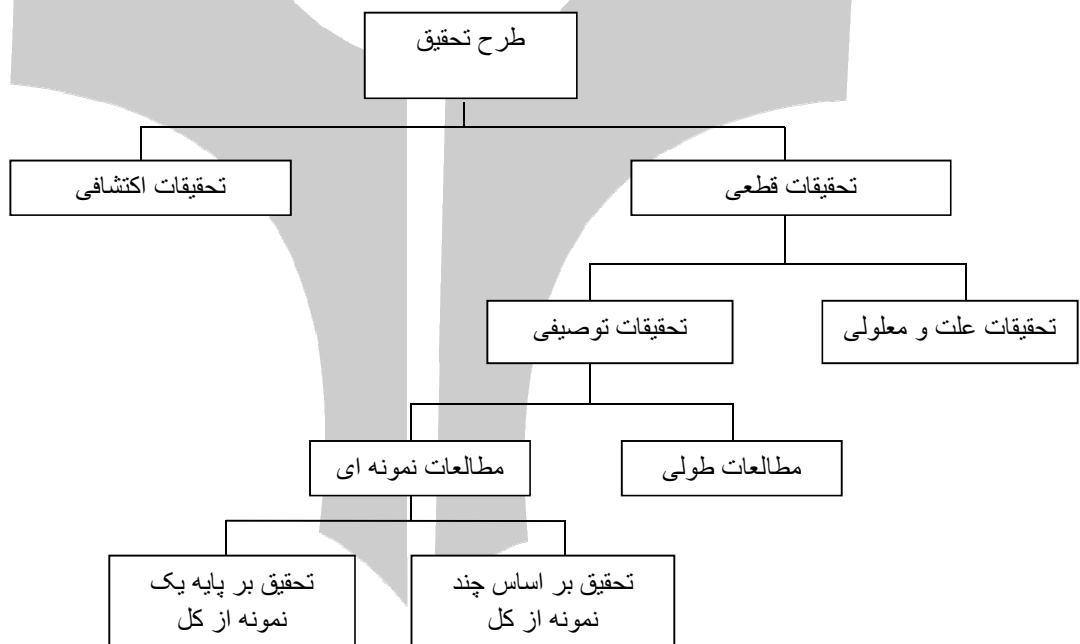 طرح تحقیق
تحقیقات قطعی
تحقیقات اکتشافی
تحقیقات علت و معلولی
تحقیقات توصیفی
مطالعات طولی
مطالعات نمونه ای
تحقیق بر اساس چند
نمونه از کل
تحقیق بر پایه یک
نمونه از کل